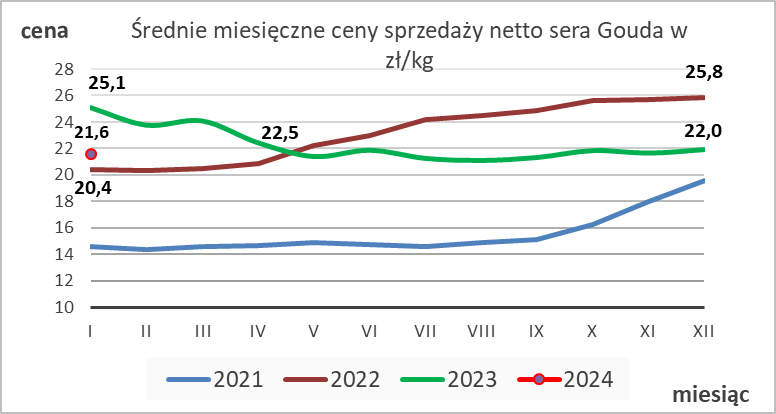 cena
Średnie miesięczne ceny sprzedaży netto sera Gouda w
zł/kg
28
26
24
22
20
18
16
14
12
10
25,1
21,6
20,4
22,5
25,8
22,0
I II III IV V VI VII VIII IX X XI XII
2021 2022 2023 2024
miesiąc